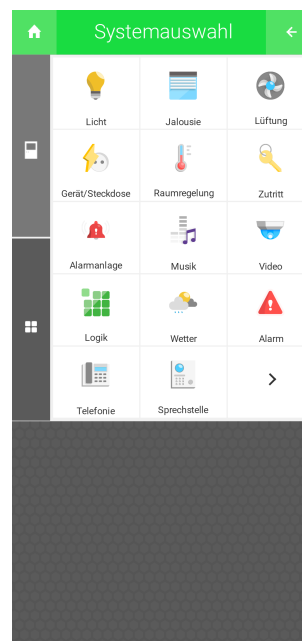 Systemauswahl
Licht
Jalousie
Lüftung
Gerät/Steckdose
Raumregelung
Zutritt
Alarmanlage
Musik
Video
Logik
Wetter
Alarm
Telefonie
Sprechstelle